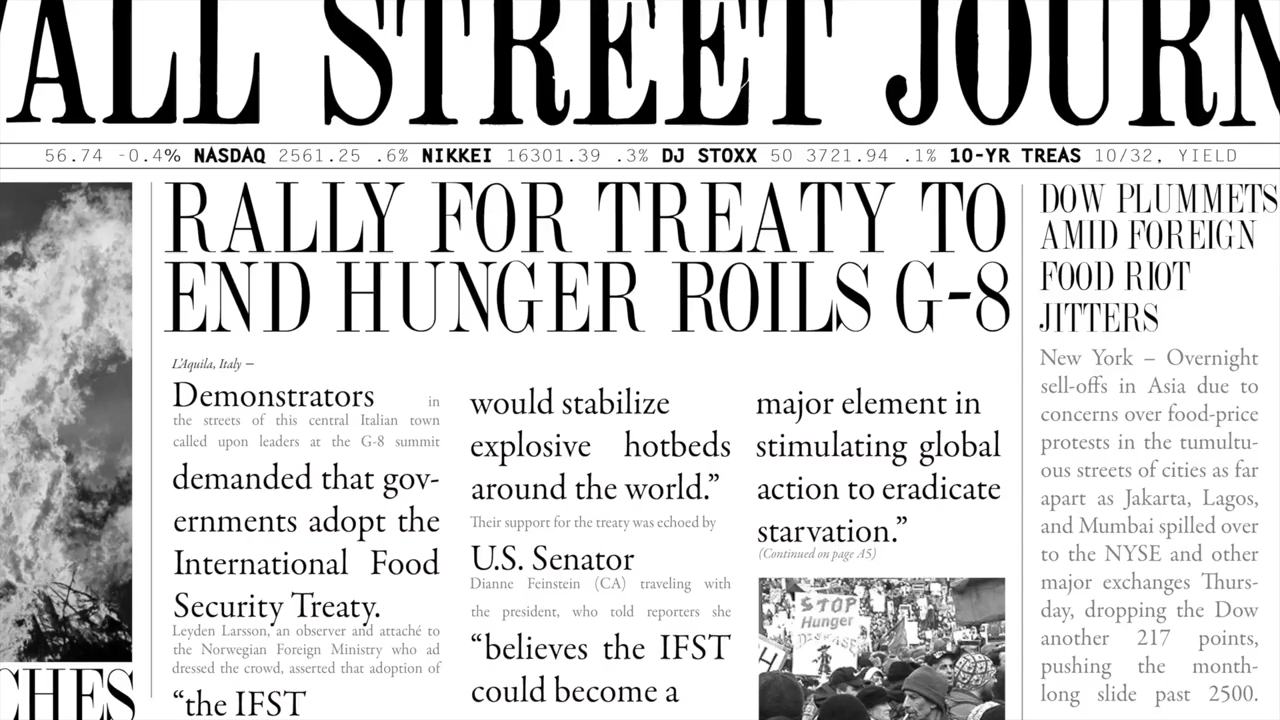 ALL STREET JOURN
56.74 -0.4% NASDAQ 2561.25 .6% NIKKEI 16301.39 .3% DJ STOXX 50 3721.94 .1% 10-YR TREAS 10/32, YIELD
RALLY FOR TREATY TO
END HUNGER ROILS G-8
L'Aquila, Italy –
Demonstrators in
the streets of this central Italian town
called upon leaders at the G-8 summit
demanded that gov-
ernments adopt the
International Food
Security Treaty.
Leyden Larsson, an observer and attaché to
the Norwegian Foreign Ministry who ad
dressed the crowd, asserted that adoption of
“the IFST
would stabilize
explosive hotbeds
around the world.”
Their support for the treaty was echoed by
U.S. Senator
Dianne Feinstein (CA) traveling with
the president, who told reporters she
“believes the IFST
could become a
major element in
stimulating global
action to eradicate
starvation.”
(Continued on page A5)
STOP
Hunger
DOW PLUMMETS
AMID FOREIGN
FOOD RIOT
JITTERS
New York – Overnight
sell-offs in Asia due to
concerns over food-price
protests in the tumultu-
ous streets of cities as far
apart as Jakarta, Lagos,
and Mumbai spilled over
to the NYSE and other
major exchanges Thurs-
day, dropping the Dow
another 217 points,
pushing the month-
long slide past 2500.
CHES